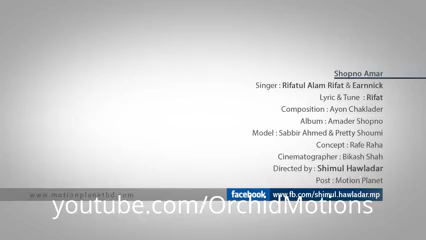 Shopno Amar
Singer : Rifatul Alam Rifat & Earnnick
Lyric & Tune : Rifat
Composition : Ayon Chaklader
Album : Amader Shopno
Model : Sabbir Ahmed & Pretty Shoumi
Concept : Rafe Raha
Cinematographer : Bikash Shah
Directed by : Shimul Hawladar
Post : Motion Planet
www.motionplanetbd.com
facebook www.fb.com/shimul.hawladar.mp
youtube.com/OrchidMotions